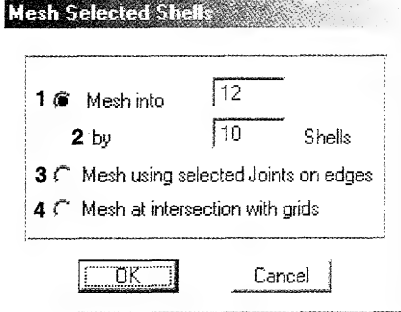 Mesh Selected Shells
1 Mesh into 12
2 by 10 Shells
3 Mesh using selected Joints on edges
4 Mesh at intersection with grids
OK Cancel